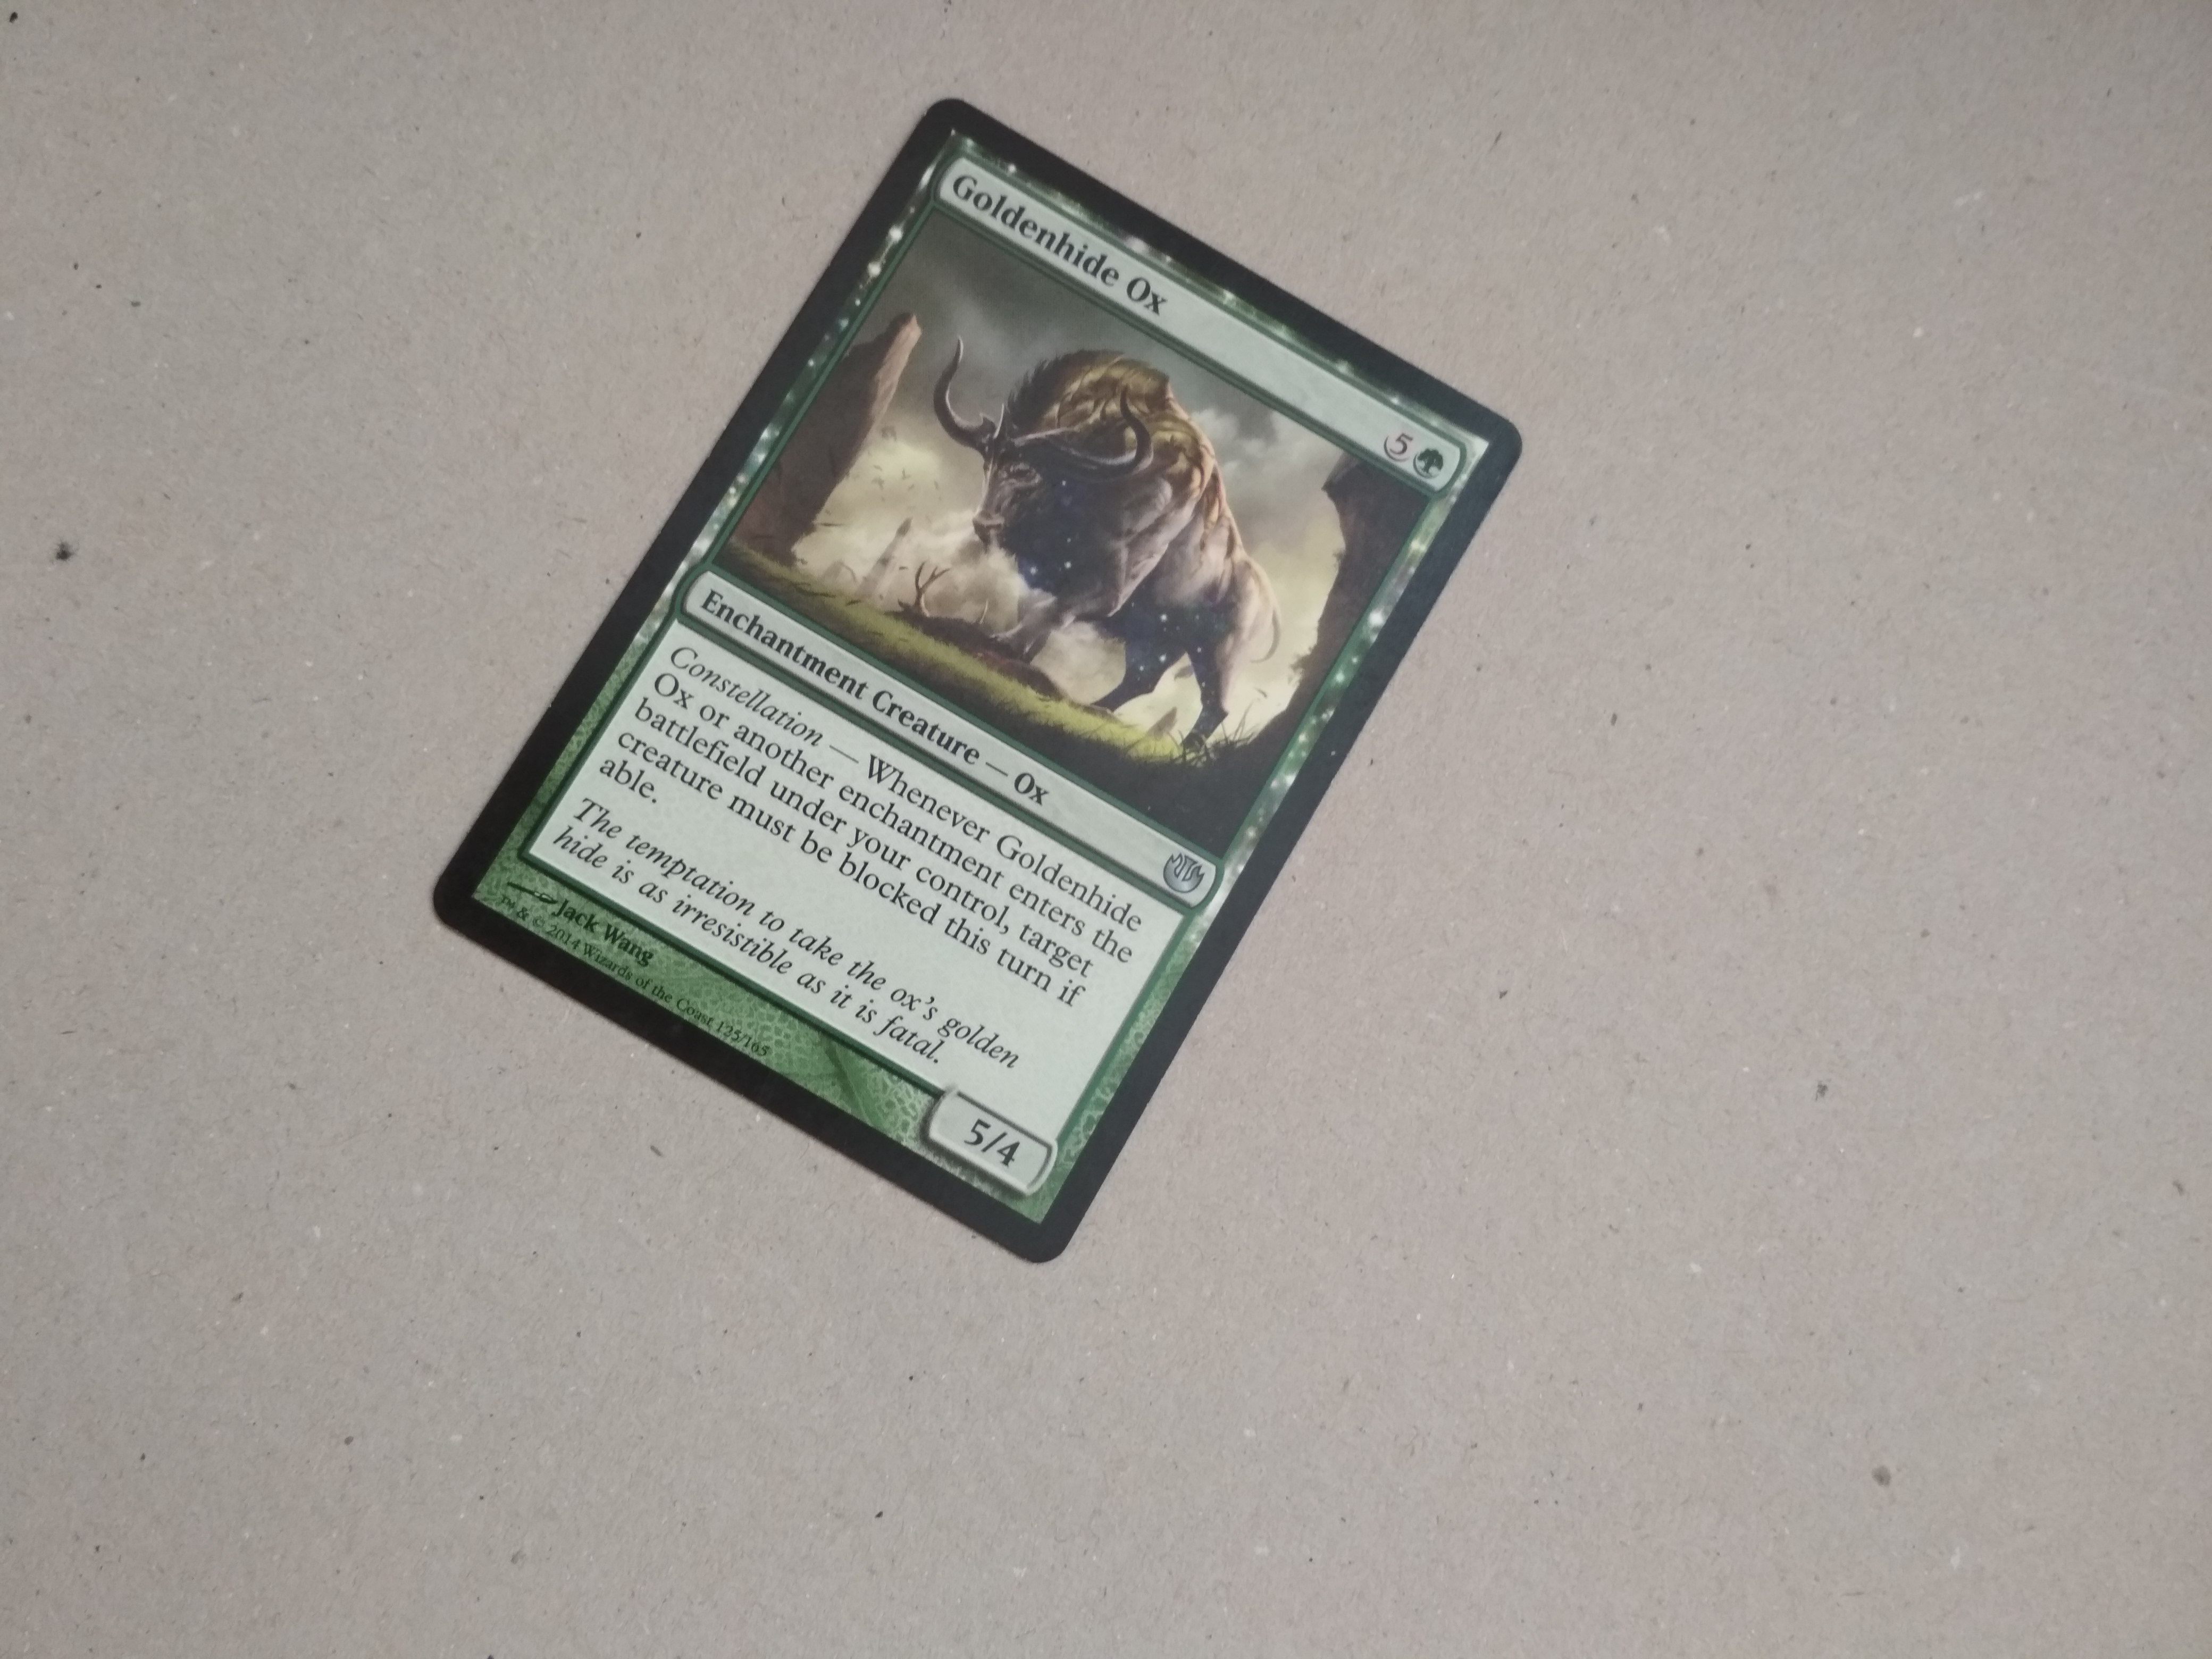 Goldenhide Ox
5
Enchantment Creature — Ox
Constellation — Whenever Goldenhide
Ox or another enchantment enters the
battlefield under your control, target
creature must be blocked this turn if
able.
The temptation to take the ox's golden
hide is as irresistible as it is fatal.
Jack Wang
™ & © 2014 Wizards of the Coast 125/165
5/4